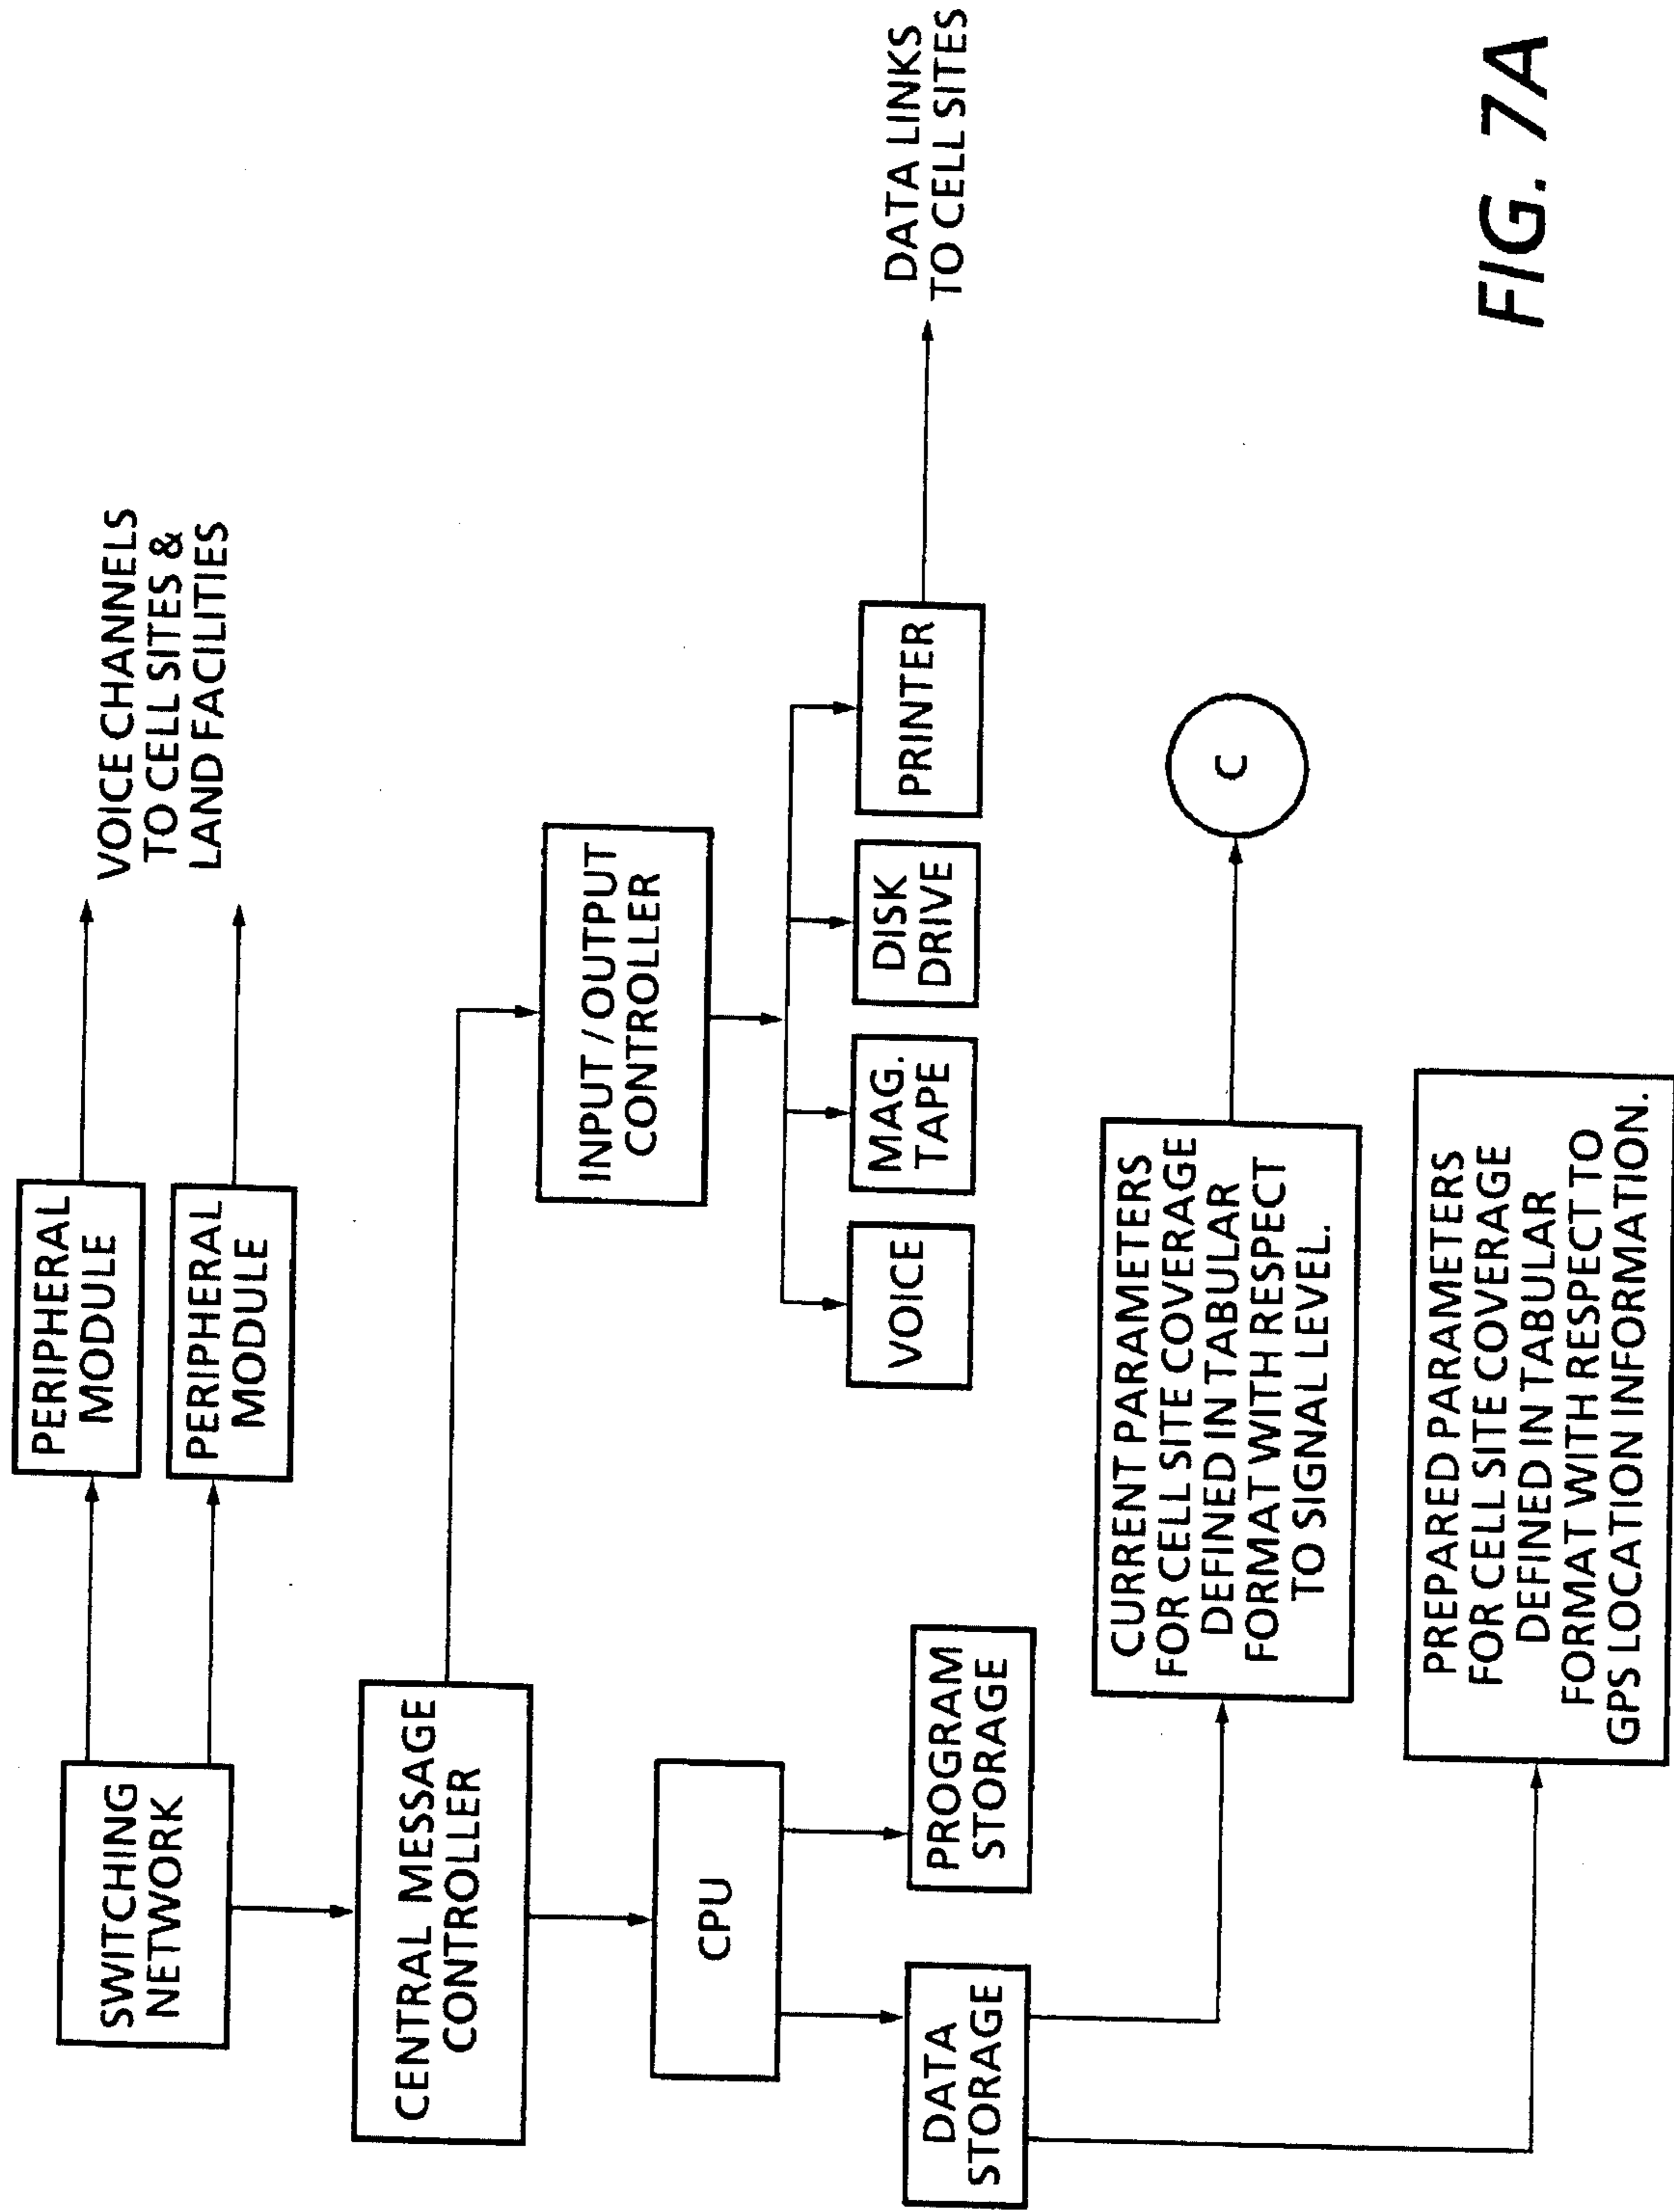 PERIPHERAL
MODULE
VOICE CHANNELS
TO CELL SITES &
LAND FACILITIES
SWITCHING
NETWORK
PERIPHERAL
MODULE
CENTRAL MESSAGE
CONTROLLER
INPUT / OUTPUT
CONTROLLER
CPU
VOICE
MAG.
TAPE
DISK
DRIVE
PRINTER
DATA LINKS
TO CELL SITES
DATA
STORAGE
PROGRAM
STORAGE
CURRENT PARAMETERS
FOR CELL SITE COVERAGE
DEFINED IN TABULAR
FORMAT WITH RESPECT
TO SIGNAL LEVEL.
C
PREPARED PARAMETERS
FOR CELL SITE COVERAGE
DEFINED IN TABULAR
FORMAT WITH RESPECT TO
GPS LOCATION INFORMATION.
FIG. 7A